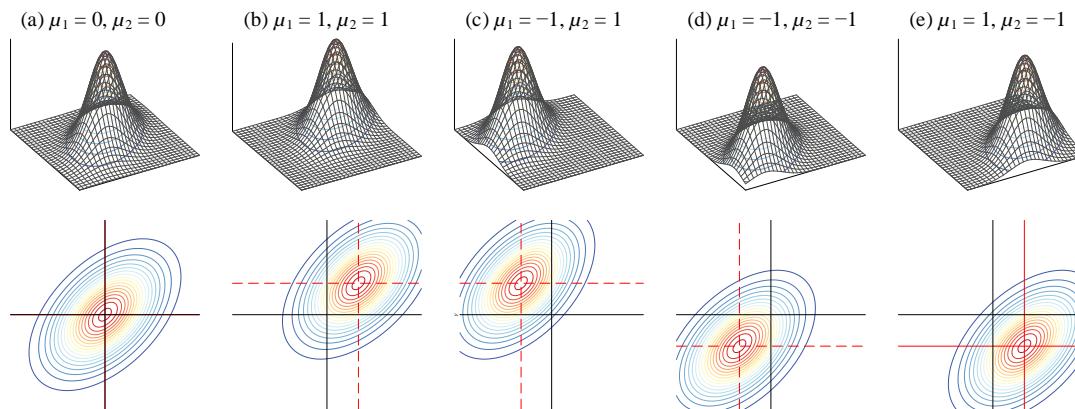 (a) μ₁ = 0, μ₂ = 0
(b) μ₁ = 1, μ₂ = 1
(c) μ₁ = −1, μ₂ = 1
(d) μ₁ = −1, μ₂ = −1
(e) μ₁ = 1, μ₂ = −1